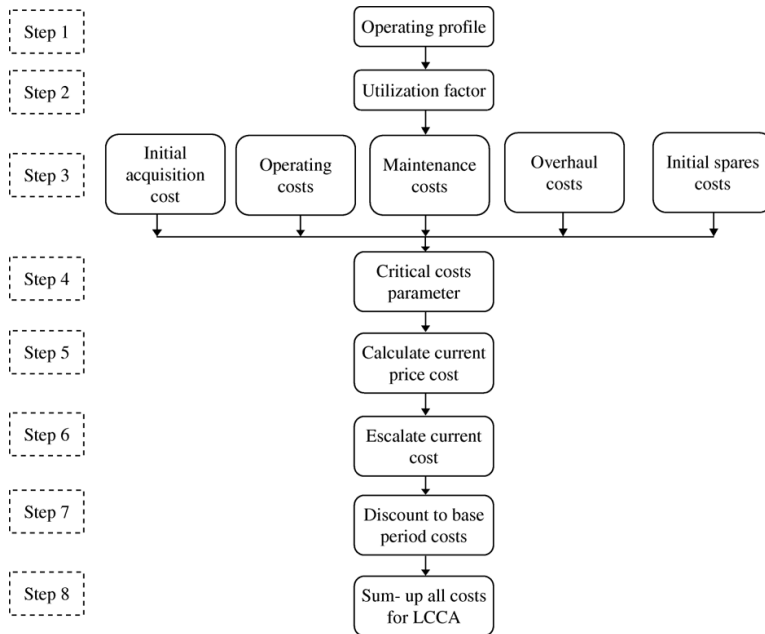 Step 1
Operating profile
Step 2
Utilization factor
Step 3
Initial
acquisition
cost
Operating
costs
Maintenance
costs
Overhaul
costs
Initial spares
costs
Step 4
Critical costs
parameter
Step 5
Calculate current
price cost
Step 6
Escalate current
cost
Step 7
Discount to base
period costs
Step 8
Sum- up all costs
for LCCA